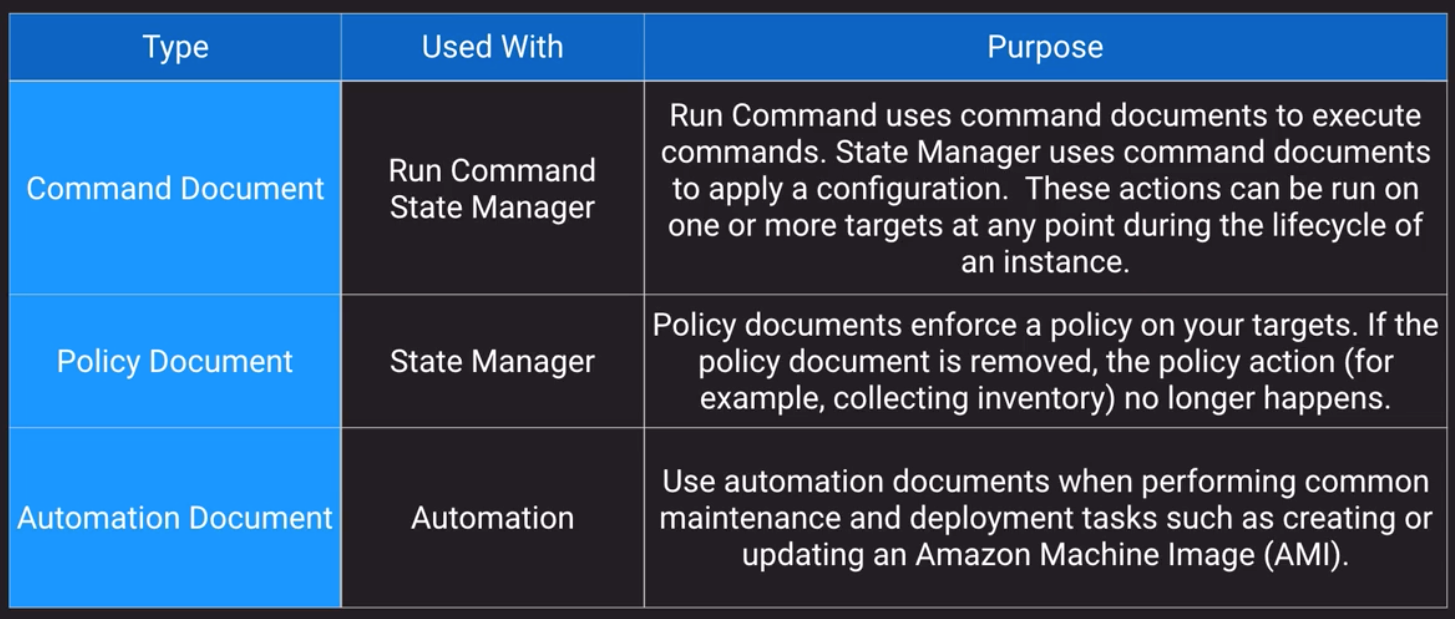 Type
Used With
Purpose
Command Document
Run Command
State Manager
Run Command uses command documents to execute
commands. State Manager uses command documents
to apply a configuration.  These actions can be run on
one or more targets at any point during the lifecycle of
an instance.
Policy Document
State Manager
Policy documents enforce a policy on your targets. If the
policy document is removed, the policy action (for
example, collecting inventory) no longer happens.
Automation Document
Automation
Use automation documents when performing common
maintenance and deployment tasks such as creating or
updating an Amazon Machine Image (AMI).